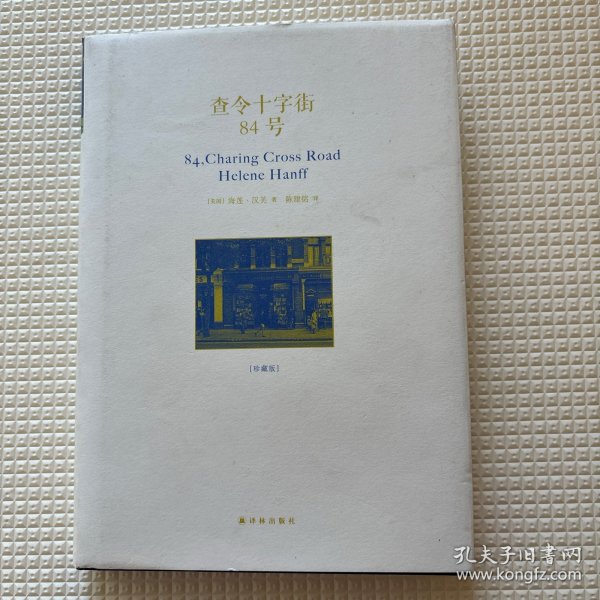 查令十字街
84号
84,Charing Cross Road
Helene Hanff
[美国] 海莲·汉芙 著 陈建铭 译
[珍藏版]
译林出版社
孔夫子旧书网
www.kongfz.com